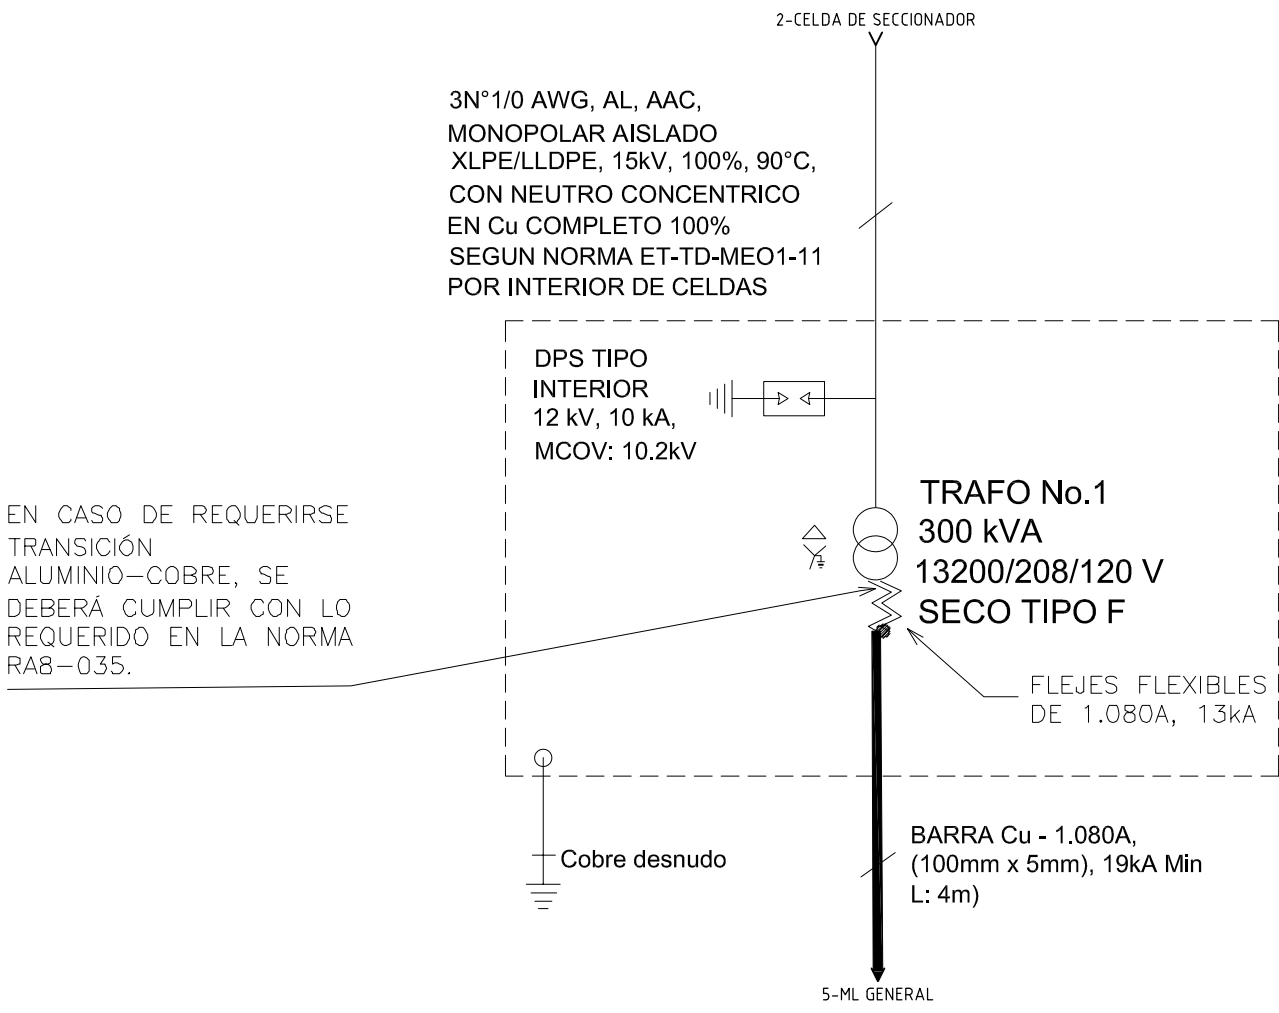 2-CELDA DE SECCIONADOR
3N°1/0 AWG, AL, AAC,
MONOPOLAR AISLADO
XLPE/LLDPE, 15kV, 100%, 90°C,
CON NEUTRO CONCENTRICO
EN Cu COMPLETO 100%
SEGUN NORMA ET-TD-MEO1-11
POR INTERIOR DE CELDAS
DPS TIPO
INTERIOR
12 kV, 10 kA,
MCOV: 10.2kV
TRAFO No.1
300 kVA
13200/208/120 V
SECO TIPO F
EN CASO DE REQUERIRSE
TRANSICIÓN
ALUMINIO-COBRE, SE
DEBERÁ CUMPLIR CON LO
REQUERIDO EN LA NORMA
RA8-035.
FLEJES FLEXIBLES
DE 1.080A, 13kA
BARRA Cu - 1.080A,
(100mm x 5mm), 19kA Min
L: 4m)
Cobre desnudo
5-ML GENERAL